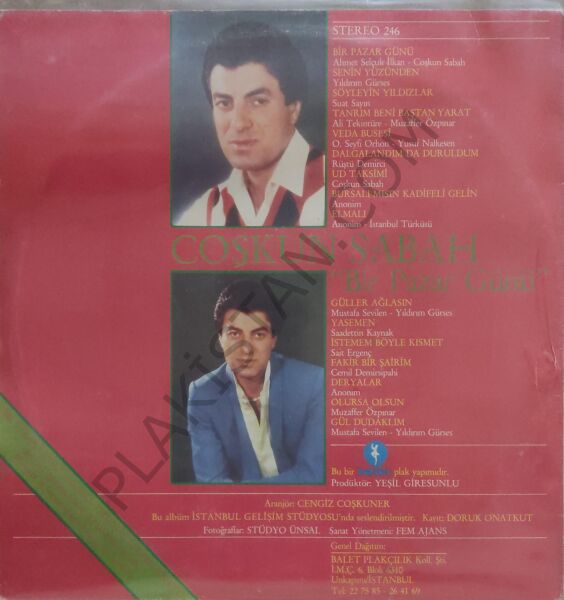 STEREO 246
BİR PAZAR GÜNÜ
Ahmet Selçuk İlkan - Coşkun Sabah
SENİN YÜZÜNDEN
Yıldırım Gürses
SÖYLEYİN YILDIZLAR
Suat Sayın
TANRIM BENİ BAŞTAN YARAT
Ali Tekintüre - Muzaffer Özpınar
VEDA BUSESİ
O. Seyfi Orhon - Yusuf Nalkesen
DALGALANDIM DA DURULDUM
Rüştü Demirci
UD TAKSİMİ
Coşkun Sabah
BURSALIMISIN KADİFELİ GELİN
Anonim
ELMALI
Anonim - İstanbul Türküsü
COŞKUN SABAH
"Bir Pazar Günü"
GÜLLER AĞLASIN
Mustafa Sevilen - Yıldırım Gürses
YASEMEN
Saadettin Kaynak
İSTEMEM BÖYLE KISMET
Sait Ergenç
FAKİR BİR ŞAİRİM
Cemil Demirsipahi
DERYALAR
Anonim
OLURSA OLSUN
Muzaffer Özpınar
GÜL DUDAKLIM
Mustafa Sevilen - Yıldırım Gürses
Bu bir plak yapımıdır.
Prodüktör: YEŞİL GİRESUNLU
Aranjör: CENGİZ COŞKUNER
Bu albüm İSTANBUL GELİŞİM STÜDYOSU'nda seslendirilmiştir. Kayıt: DORUK ONATKUT
Fotoğraflar: STÜDYO ÜNSAL Sanat Yönetmeni: FEM AJANS
Genel Dağıtım:
BALET PLAKÇILIK Koll. Şti.
İ.M.Ç. 6. Blok 6310
Unkapanı/İSTANBUL
Tel: 22 75 85 - 26 41 69
PLAKİSTAN.COM